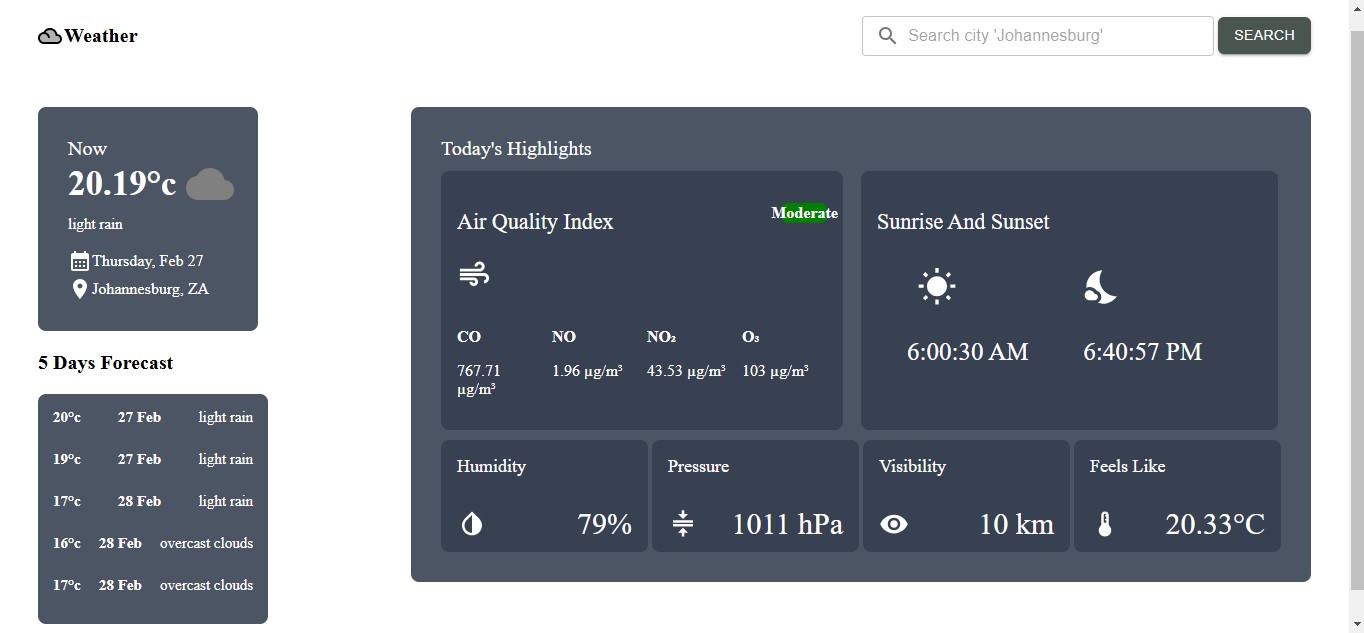 Weather
Search city 'Johannesburg'
SEARCH
Now
20.19°c
light rain
Thursday, Feb 27
Johannesburg, ZA
5 Days Forecast
20°c 27 Feb light rain
19°c 27 Feb light rain
17°c 28 Feb light rain
16°c 28 Feb overcast clouds
17°c 28 Feb overcast clouds
Today's Highlights
Air Quality Index
Moderate
CO NO NO₂ O₃
767.71 µg/m³ 1.96 µg/m³ 43.53 µg/m³ 103 µg/m³
Sunrise And Sunset
6:00:30 AM 6:40:57 PM
Humidity
79%
Pressure
1011 hPa
Visibility
10 km
Feels Like
20.33°C